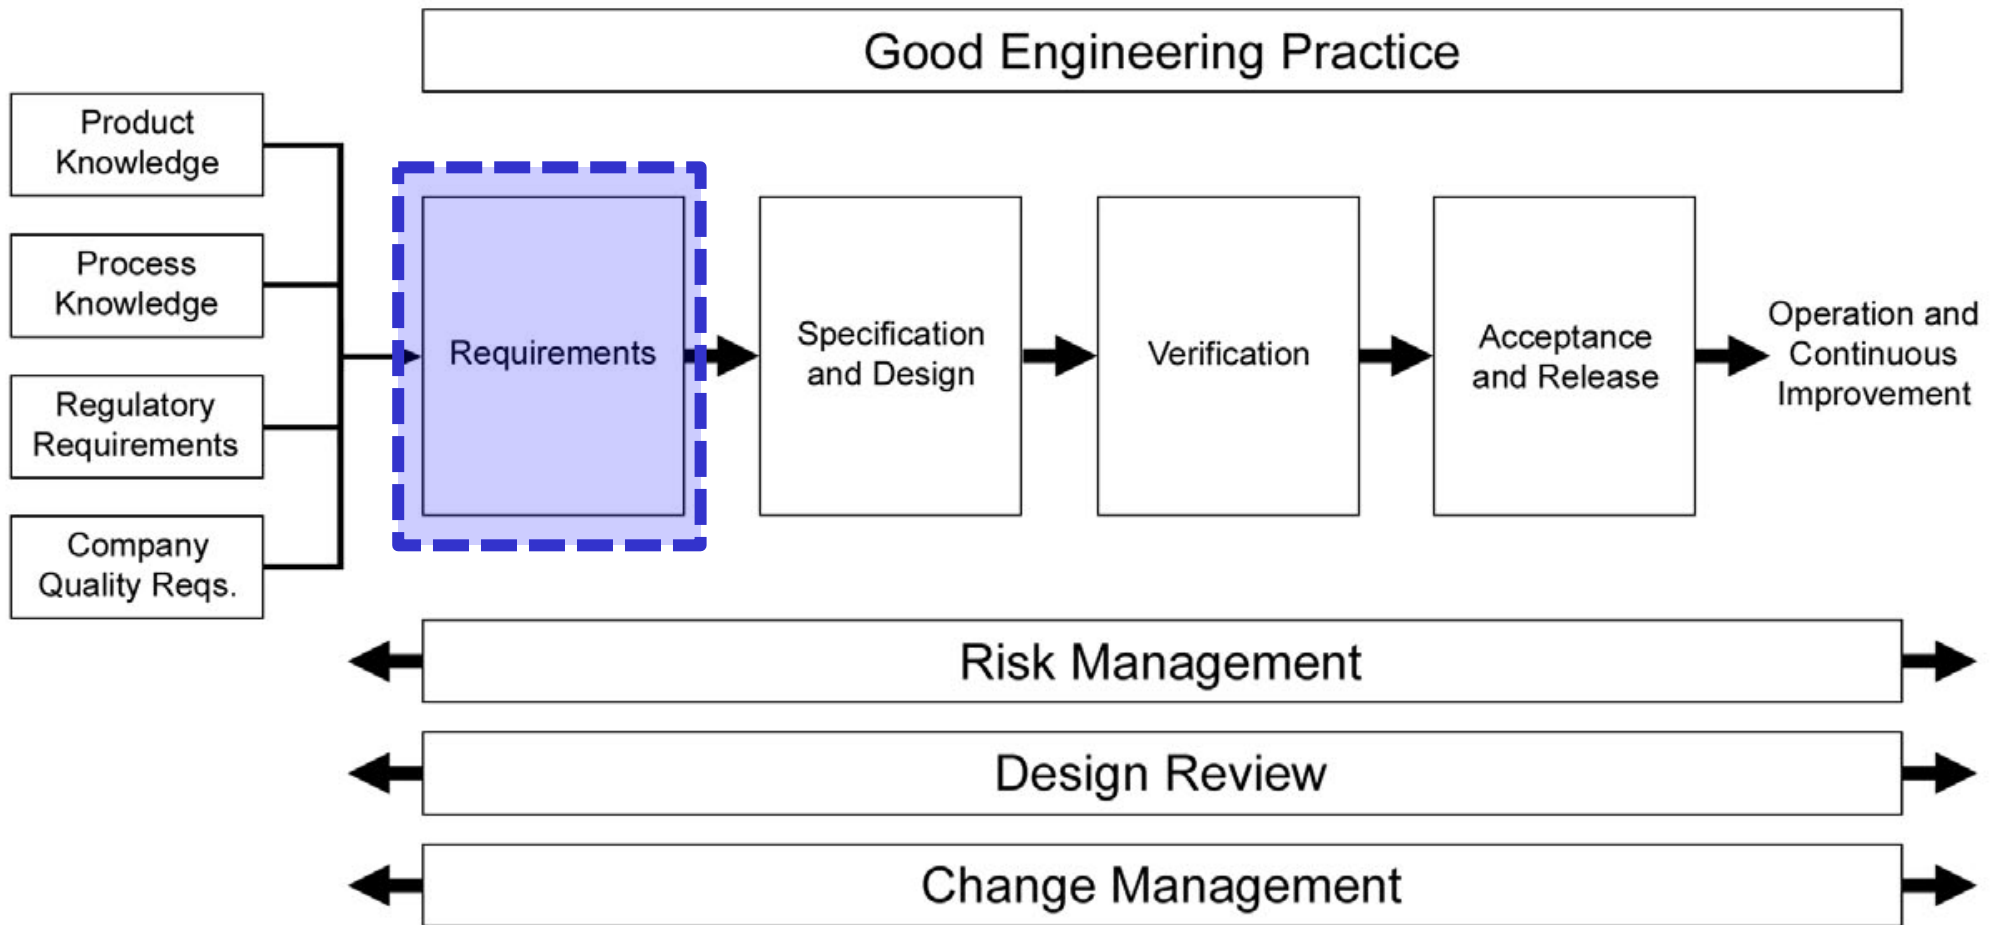 Good Engineering Practice
Product
Knowledge
Process
Knowledge
Regulatory
Requirements
Company
Quality Reqs.
Requirements
Specification
and Design
Verification
Acceptance
and Release
Operation and
Continuous
Improvement
Risk Management
Design Review
Change Management